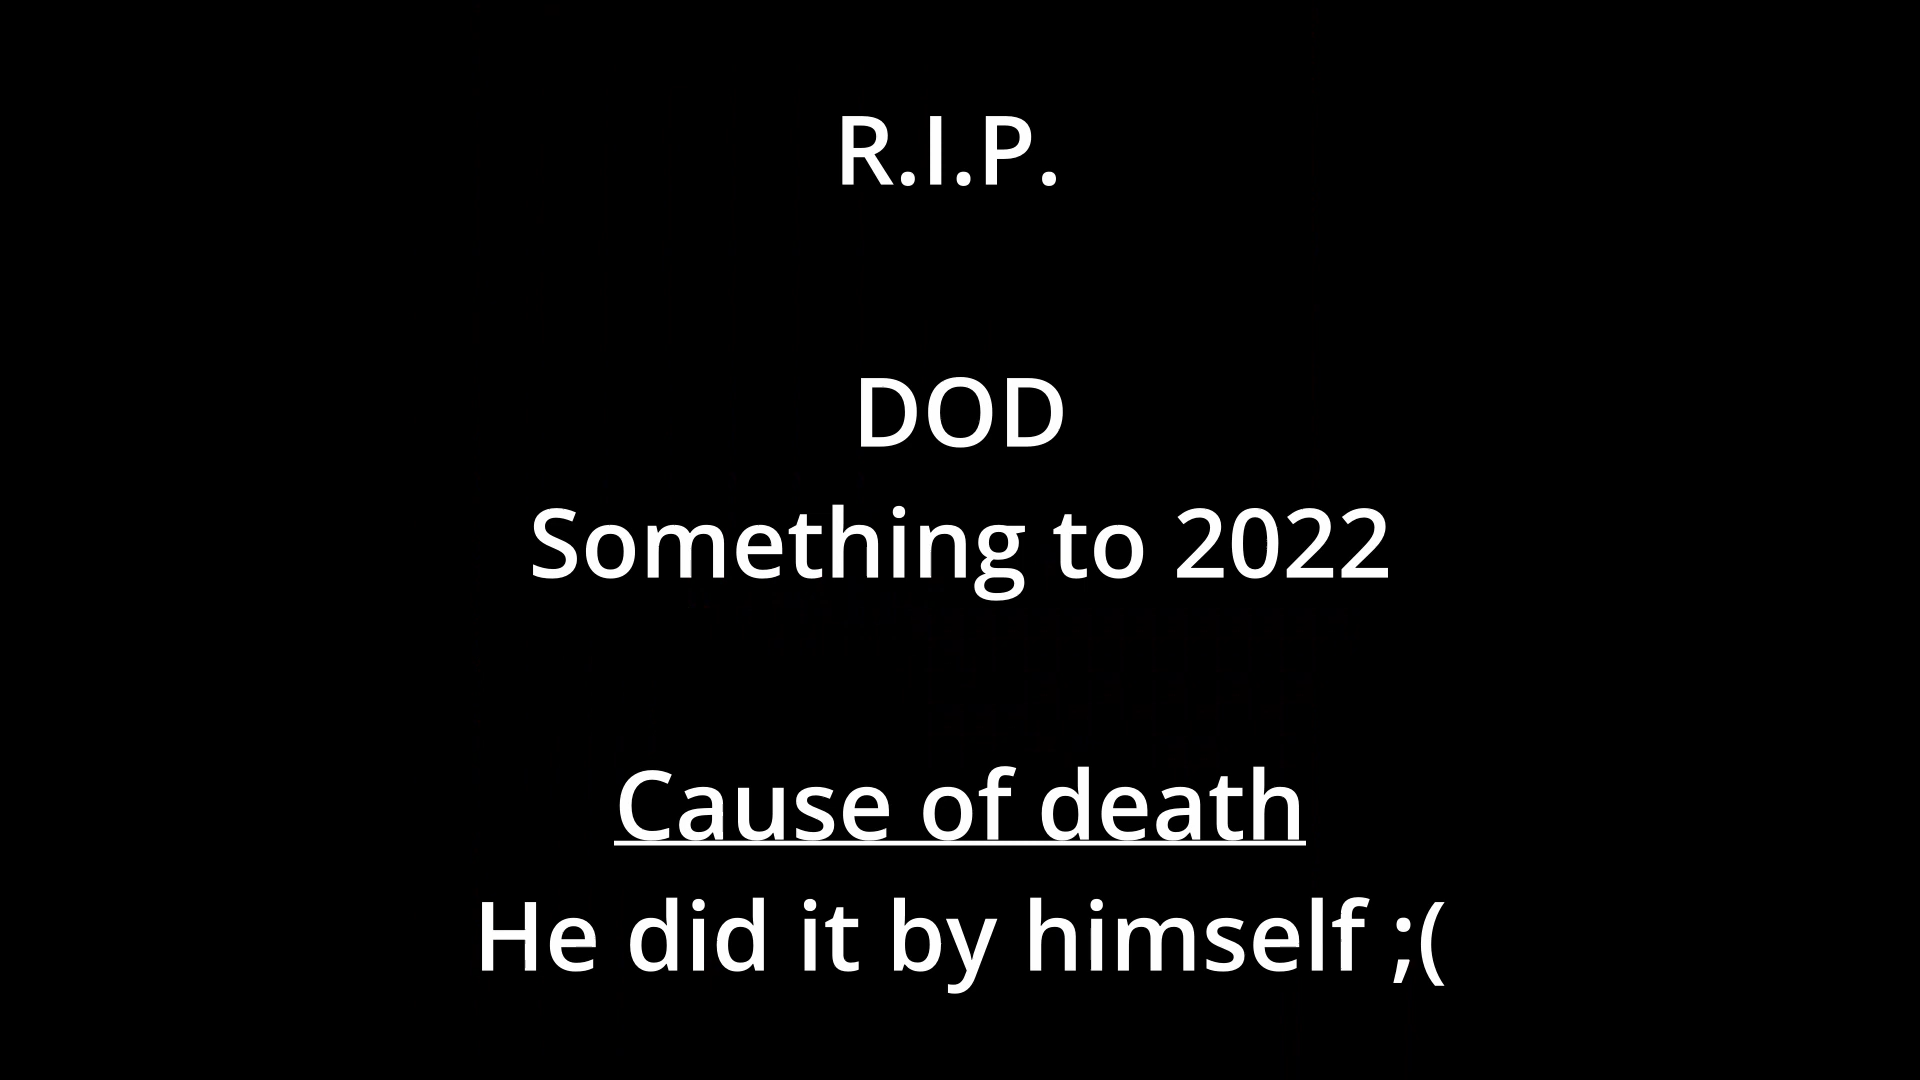 R.I.P.
DOD
Something to 2022
Cause of death
He did it by himself ;(